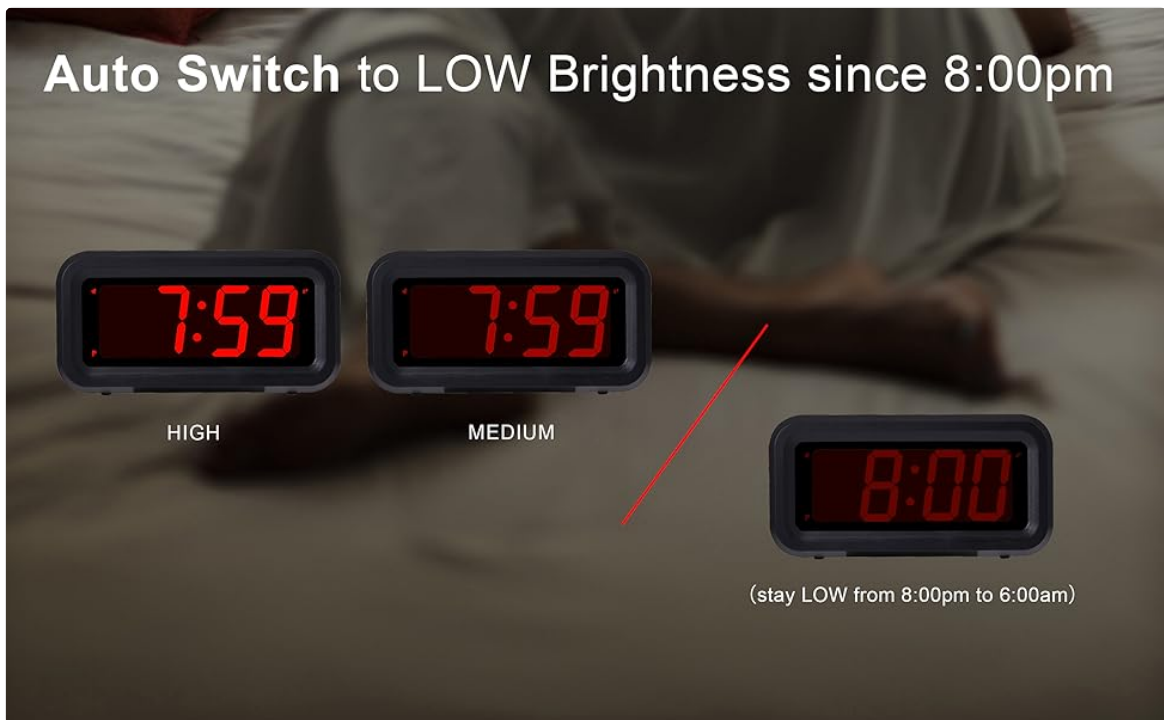 Auto Switch to LOW Brightness since 8:00pm
7:59
7:59
HIGH
MEDIUM
8:00
(stay LOW from 8:00pm to 6:00am)